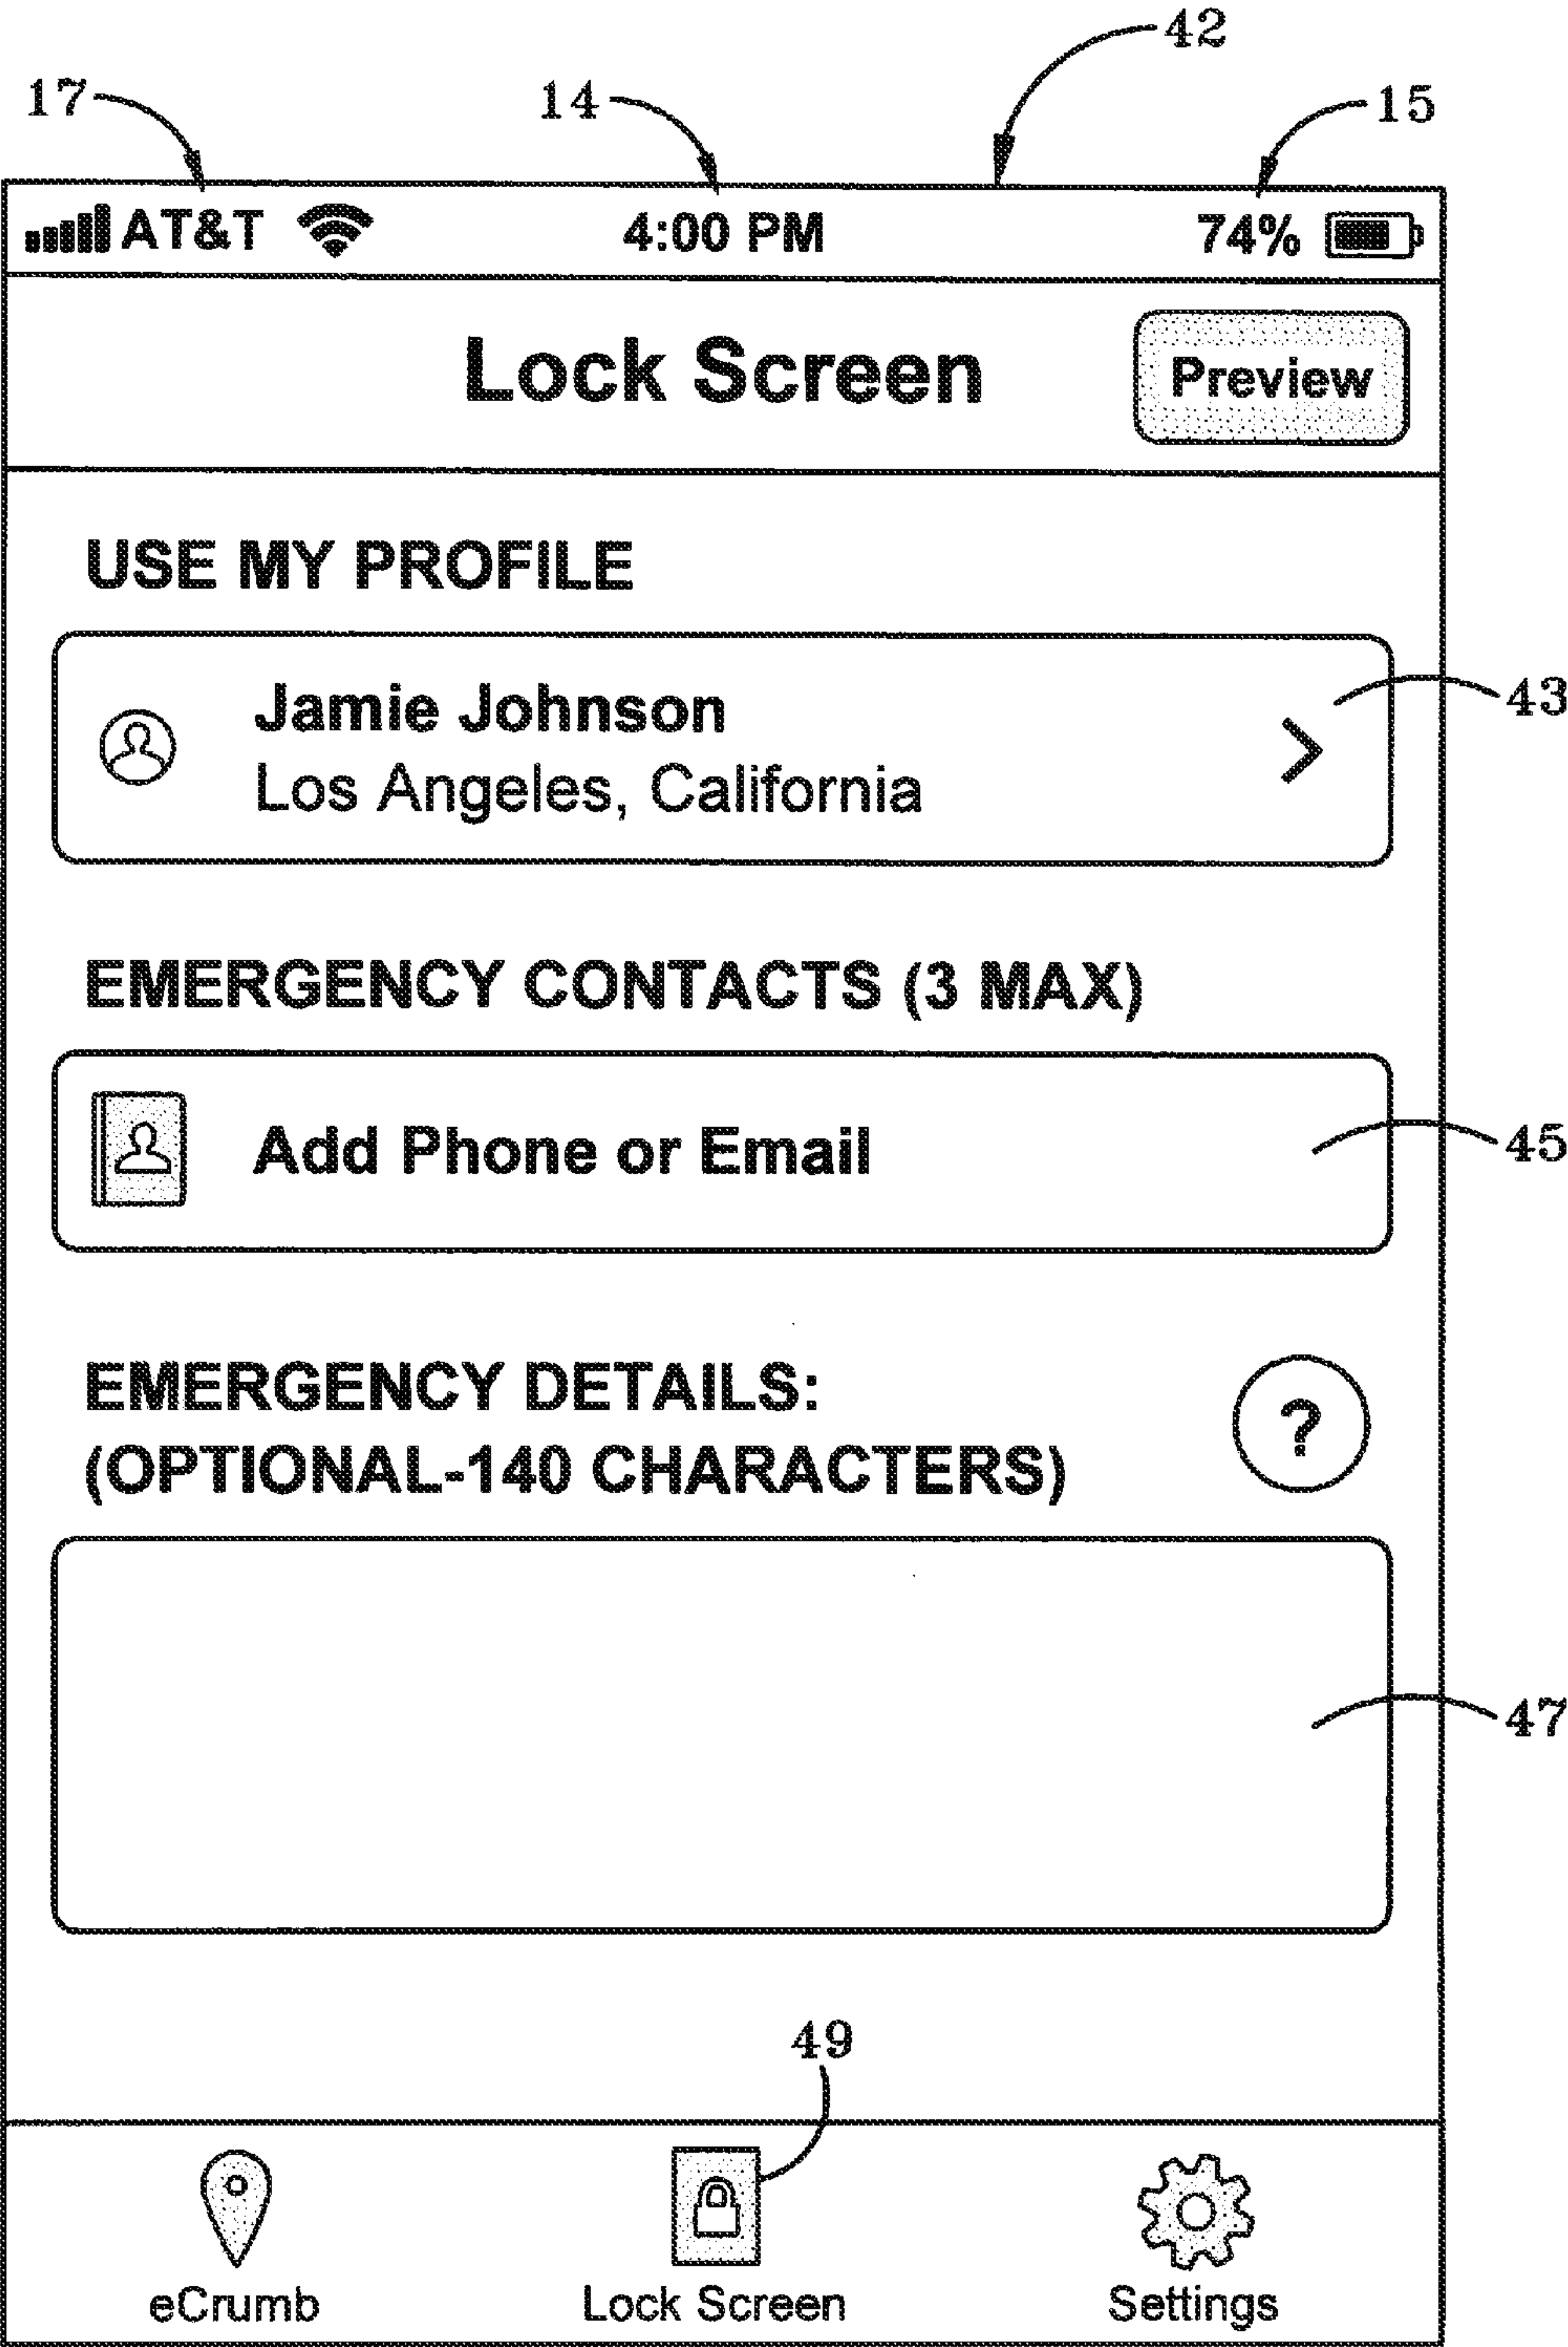 42
17
14
15
AT&T
4:00 PM
74%
Lock Screen
Preview
USE MY PROFILE
Jamie Johnson
43
Los Angeles, California
EMERGENCY CONTACTS (3 MAX)
Add Phone or Email
45
EMERGENCY DETAILS:
(OPTIONAL-140 CHARACTERS)
?
47
49
eCrumb
Lock Screen
Settings